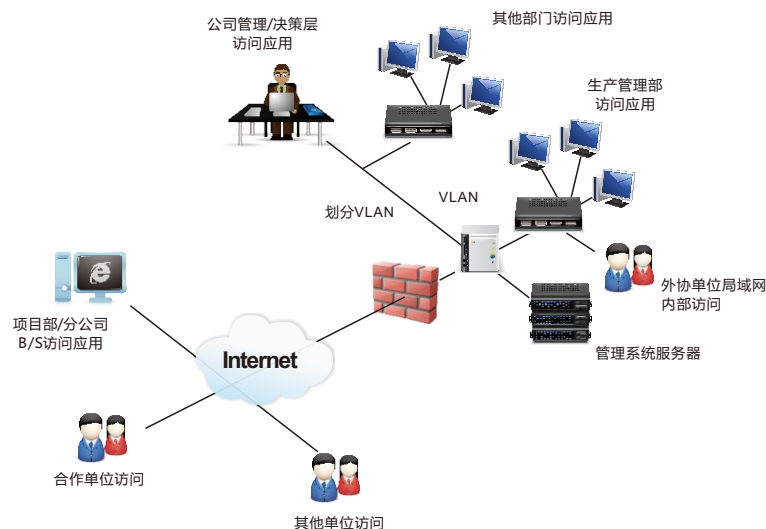 公司管理/决策层
访问应用
其他部门访问应用
生产管理部
访问应用
VLAN
划分VLAN
外协单位局域网
内部访问
项目部/分公司
B/S访问应用
Internet
管理系统服务器
合作单位访问
其他单位访问